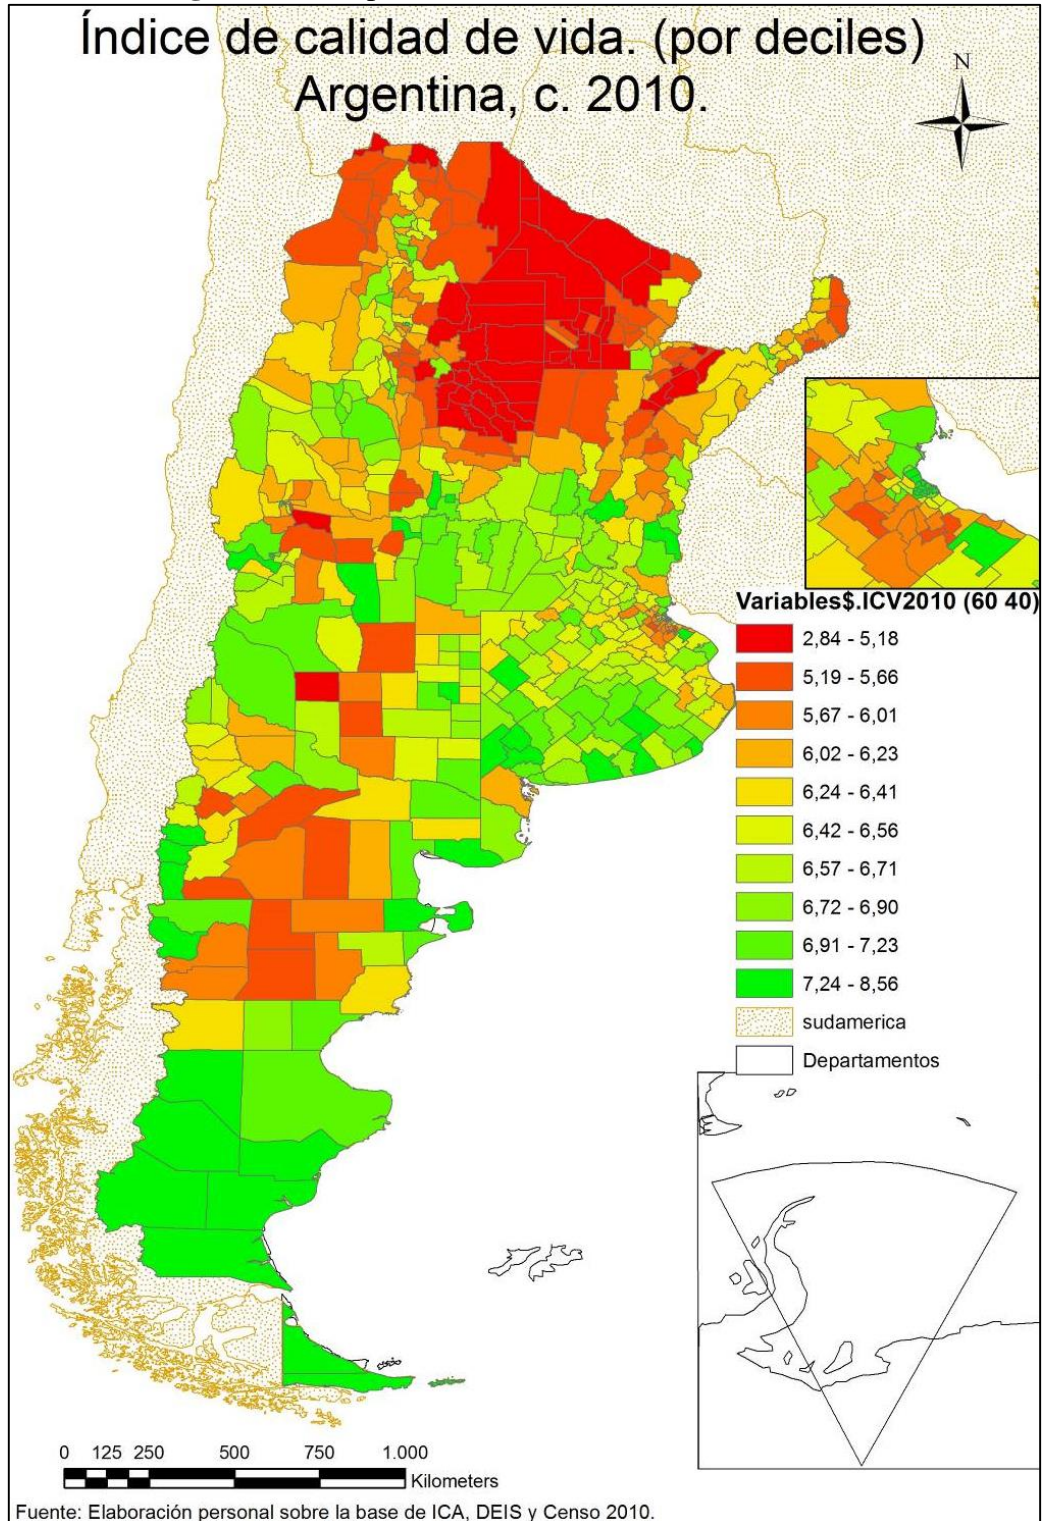 Índice de calidad de vida. (por deciles)
Argentina, c. 2010.
N
Variables$.ICV2010 (60 40)
2,84 - 5,18
5,19 - 5,66
5,67 - 6,01
6,02 - 6,23
6,24 - 6,41
6,42 - 6,56
6,57 - 6,71
6,72 - 6,90
6,91 - 7,23
7,24 - 8,56
sudamerica
Departamentos
0 125 250 500 750 1.000
Kilometers
Fuente: Elaboración personal sobre la base de ICA, DEIS y Censo 2010.